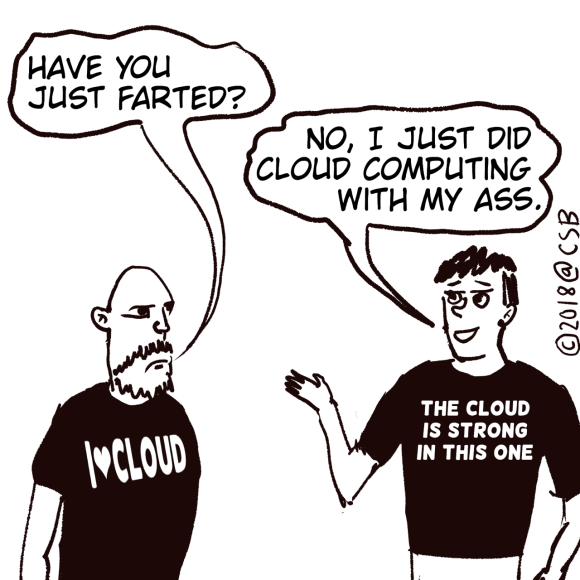 HAVE YOU
JUST FARTED?
NO, I JUST DID
CLOUD COMPUTING
WITH MY ASS.
©2018@CSB
I♥CLOUD
THE CLOUD
IS STRONG
IN THIS ONE